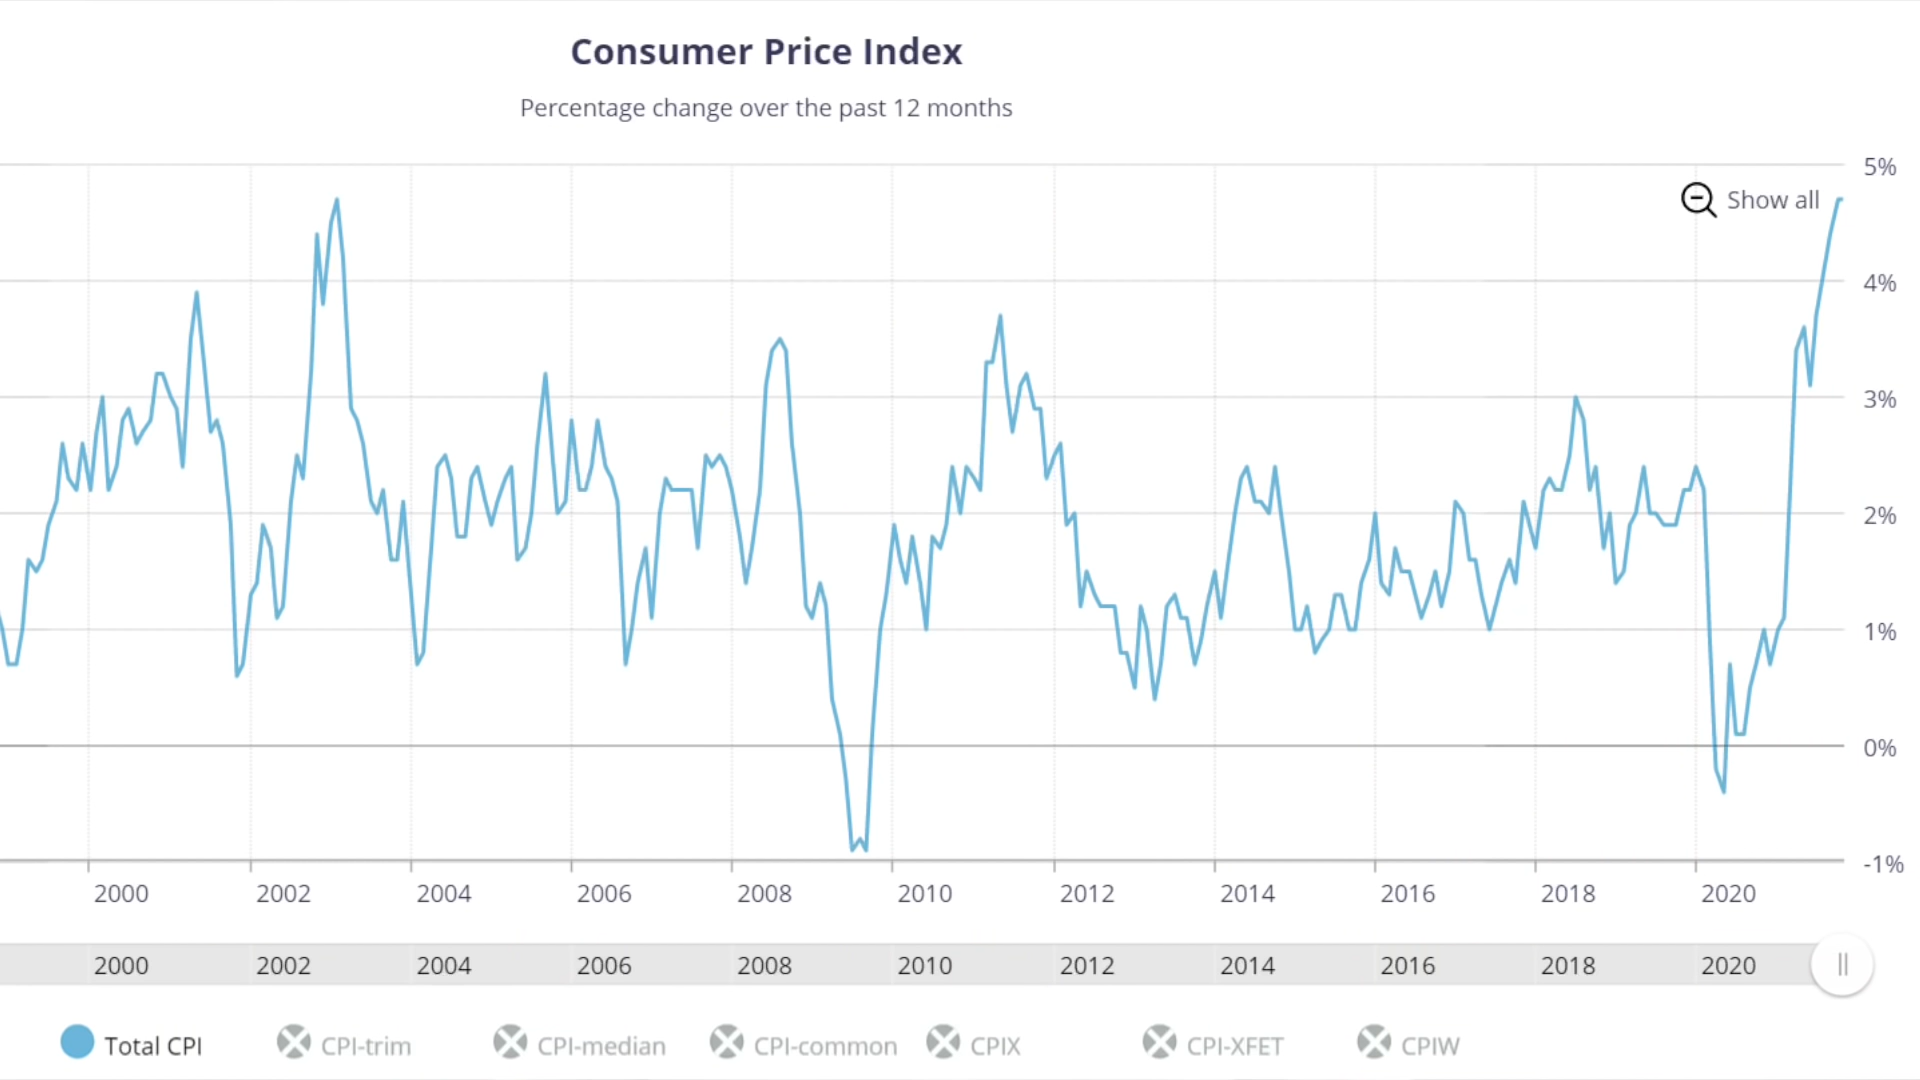 Consumer Price Index
Percentage change over the past 12 months
5%
Show all
4%
3%
2%
1%
0%
-1%
2000 2002 2004 2006 2008 2010 2012 2014 2016 2018 2020
2000 2002 2004 2006 2008 2010 2012 2014 2016 2018 2020
Total CPI CPI-trim CPI-median CPI-common CPIX CPI-XFET CPIW